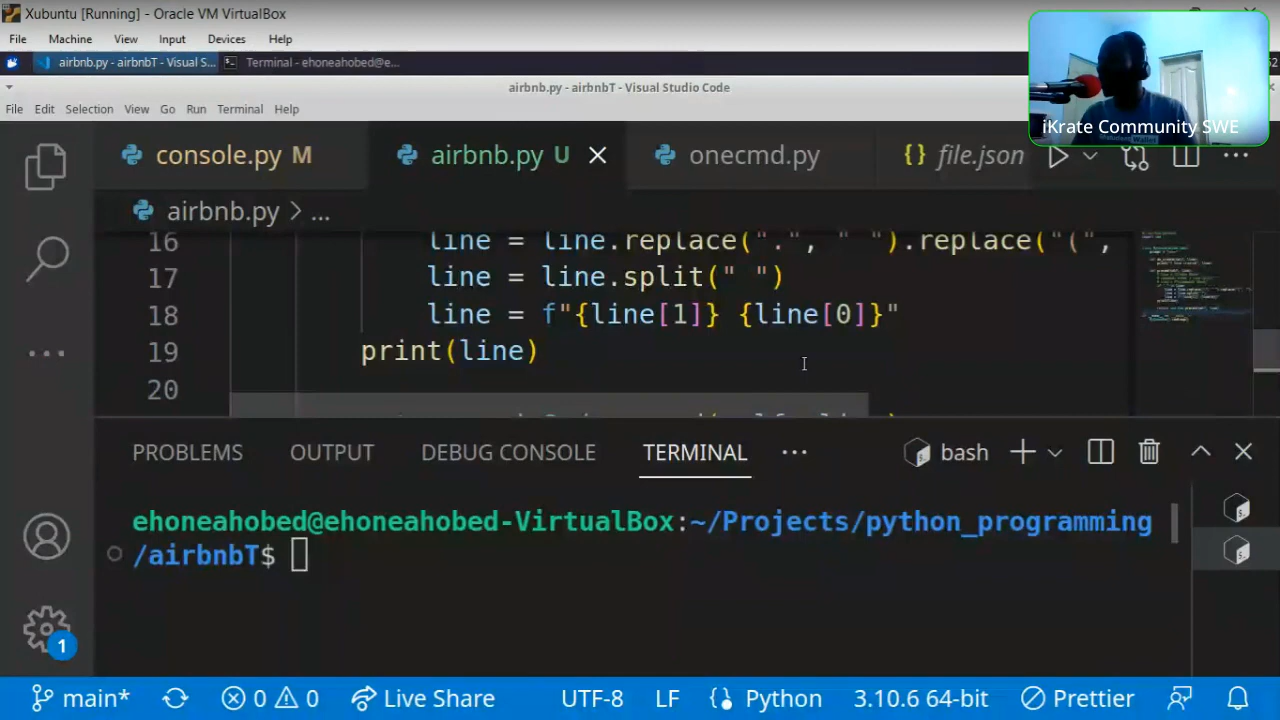 Xubuntu [Running] - Oracle VM VirtualBox
File Machine View Input Devices Help
airbnb.py - airbnbT - Visual S... Terminal - ehoneahobed@e...
airbnb.py - airbnbT - Visual Studio Code
File Edit Selection View Go Run Terminal Help
iKrate Community SWE
console.py M airbnb.py U onecmd.py {} file.json
airbnb.py > ...
16 line = line.replace(".", " ").replace("(",
17 line = line.split(" ")
18 line = f"{line[1]} {line[0]}"
19 print(line)
20
PROBLEMS OUTPUT DEBUG CONSOLE TERMINAL ... bash
ehoneahobed@ehoneahobed-VirtualBox:~/Projects/python_programming
/airbnbT$
1
main* 0 0 Live Share UTF-8 LF {} Python 3.10.6 64-bit Prettier